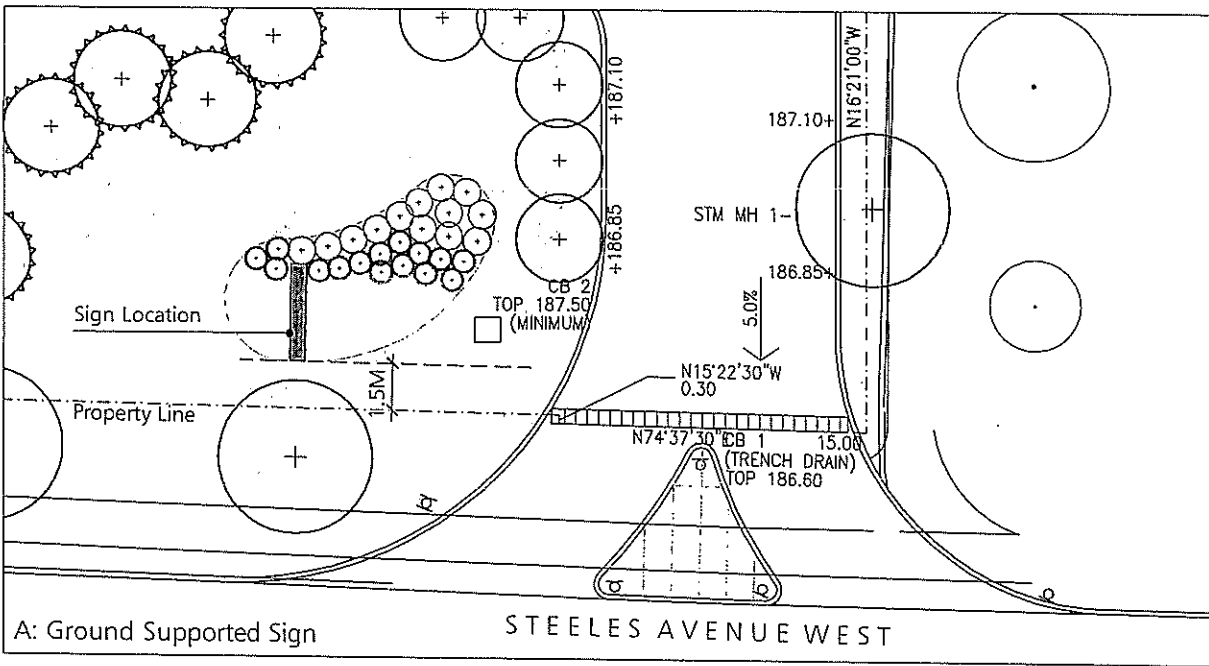 +187.10
N16°21'00"W
187.10+
STM MH 1-
+186.85
186.85+
5.0%
CB 2
TOP 187.50
(MINIMUM)
Sign Location
N15°22'30"W
0.30
1.5M
Property Line
N74°37'30"E
CB 1
15.00
(TRENCH DRAIN)
TOP 186.60
A: Ground Supported Sign
STEELES AVENUE WEST